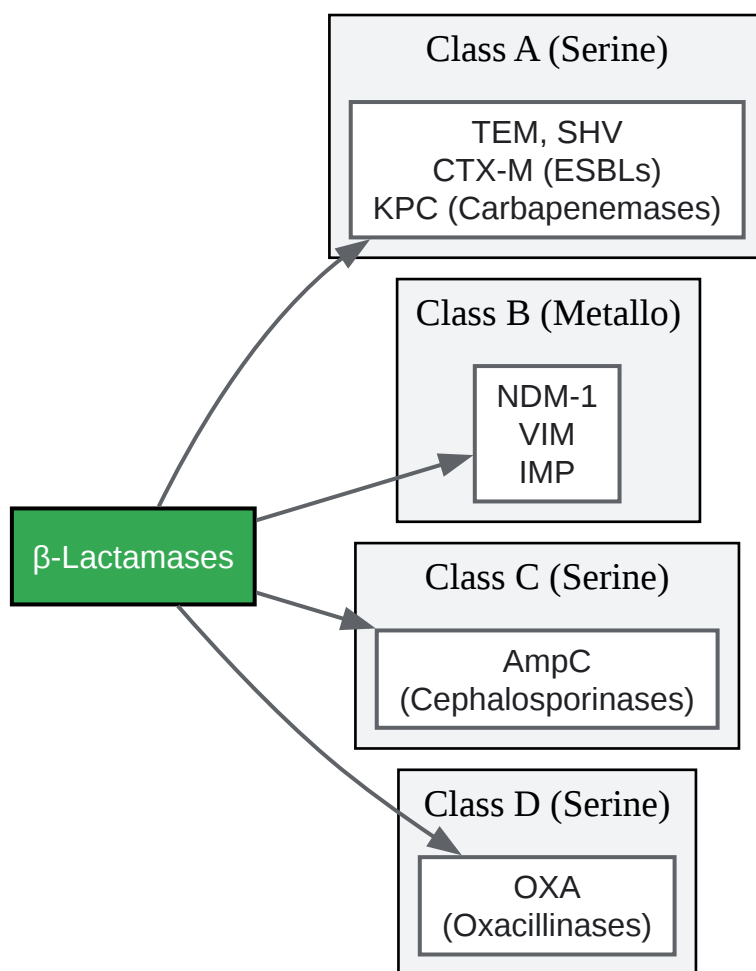 Class A (Serine)
TEM, SHV
CTX-M (ESBLs)
KPC (Carbapenemases)
Class B (Metallo)
NDM-1
VIM
IMP
β-Lactamases
Class C (Serine)
AmpC
(Cephalosporinases)
Class D (Serine)
OXA
(Oxacillinases)